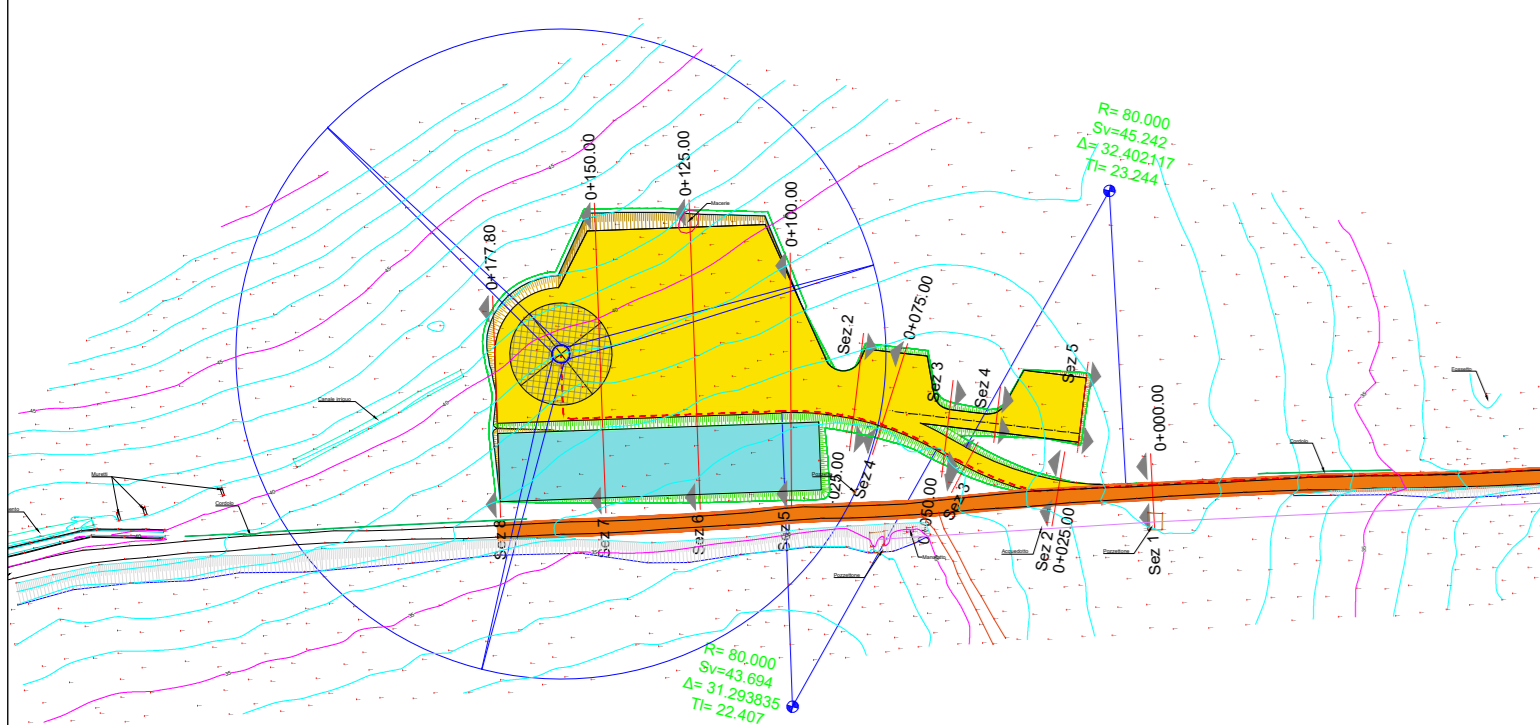 R= 80.000
Sv=45.242
Δ= 32.402117
Tl= 23.244
0+177.80
0+150.00
0+125.00
0+100.00
Macerie
Sez 2
0+075.00
Sez 3
Sez 4
Sez 5
0+000.00
Cordolo
Canale irriguo
Muretti
Cordolo
.025.00
Sez 4
0+050.00
Sez 3
Sez 2
0+025.00
Sez 1
Acquedotto
Pozzettone
Pozzettone
Sez 8
Sez 7
Sez 6
Sez 5
R= 80.000
Sv=43.694
Δ= 31.293835
Tl= 22.407